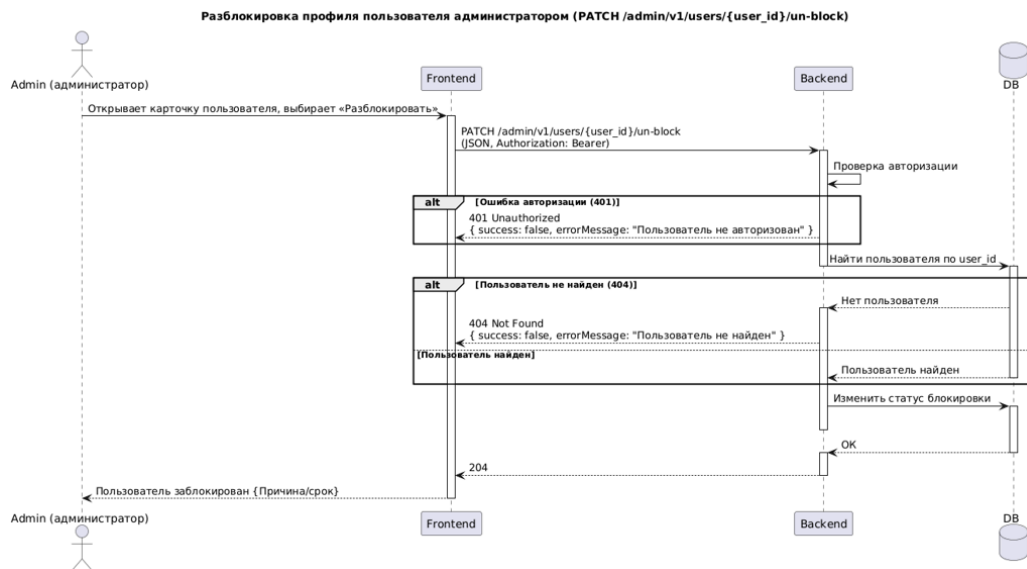 Разблокировка профиля пользователя администратором (PATCH /admin/v1/users/{user_id}/un-block)
Admin (администратор)
Frontend
Backend
DB
Открывает карточку пользователя, выбирает «Разблокировать»
PATCH /admin/v1/users/{user_id}/un-block
(JSON, Authorization: Bearer)
Проверка авторизации
alt
[Ошибка авторизации (401)]
401 Unauthorized
{ success: false, errorMessage: "Пользователь не авторизован" }
Найти пользователя по user_id
alt
[Пользователь не найден (404)]
Нет пользователя
404 Not Found
{ success: false, errorMessage: "Пользователь не найден" }
[Пользователь найден]
Пользователь найден
Изменить статус блокировки
OK
204
Пользователь заблокирован {Причина/срок}
Admin (администратор)
Frontend
Backend
DB